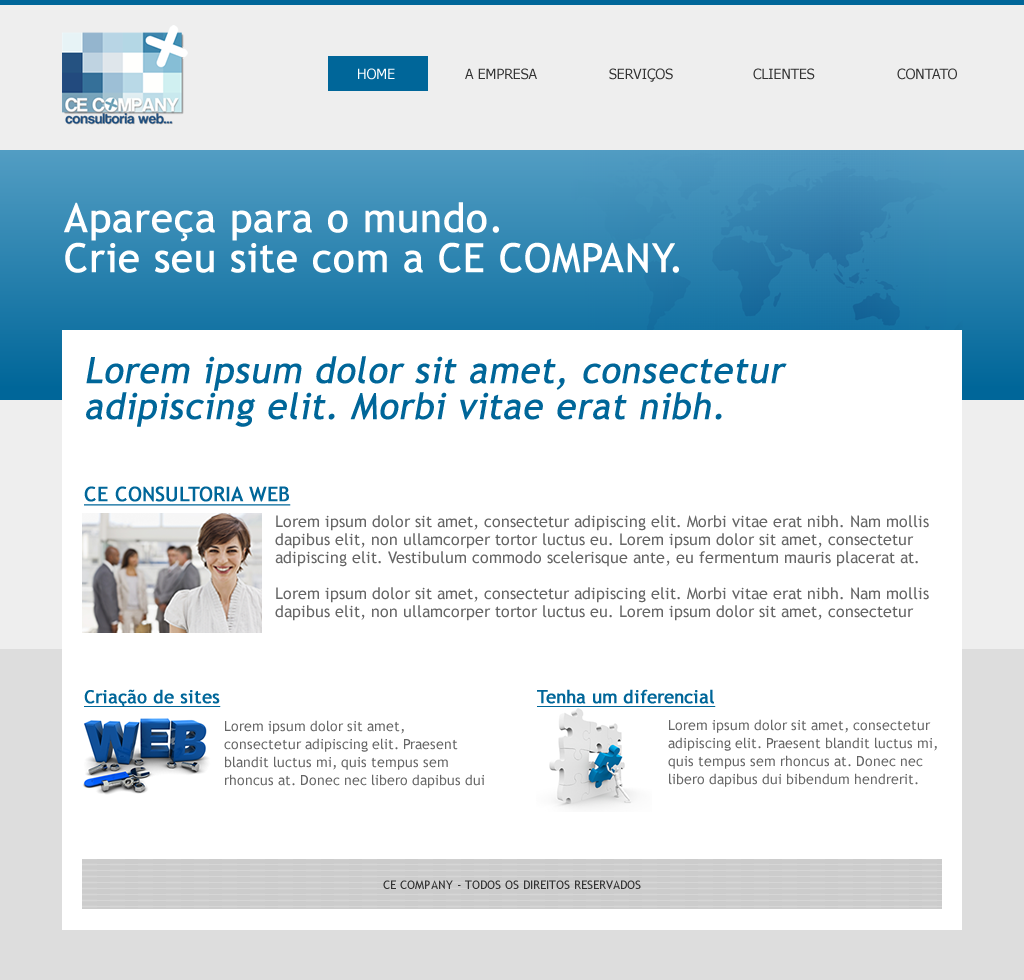 CE COMPANY
consultoria web...
HOME A EMPRESA SERVIÇOS CLIENTES CONTATO
Apareça para o mundo.
Crie seu site com a CE COMPANY.
Lorem ipsum dolor sit amet, consectetur
adipiscing elit. Morbi vitae erat nibh.
CE CONSULTORIA WEB
Lorem ipsum dolor sit amet, consectetur adipiscing elit. Morbi vitae erat nibh. Nam mollis
dapibus elit, non ullamcorper tortor luctus eu. Lorem ipsum dolor sit amet, consectetur
adipiscing elit. Vestibulum commodo scelerisque ante, eu fermentum mauris placerat at.
Lorem ipsum dolor sit amet, consectetur adipiscing elit. Morbi vitae erat nibh. Nam mollis
dapibus elit, non ullamcorper tortor luctus eu. Lorem ipsum dolor sit amet, consectetur
Criação de sites
WEB
Lorem ipsum dolor sit amet,
consectetur adipiscing elit. Praesent
blandit luctus mi, quis tempus sem
rhoncus at. Donec nec libero dapibus dui
Tenha um diferencial
Lorem ipsum dolor sit amet, consectetur
adipiscing elit. Praesent blandit luctus mi,
quis tempus sem rhoncus at. Donec nec
libero dapibus dui bibendum hendrerit.
CE COMPANY - TODOS OS DIREITOS RESERVADOS